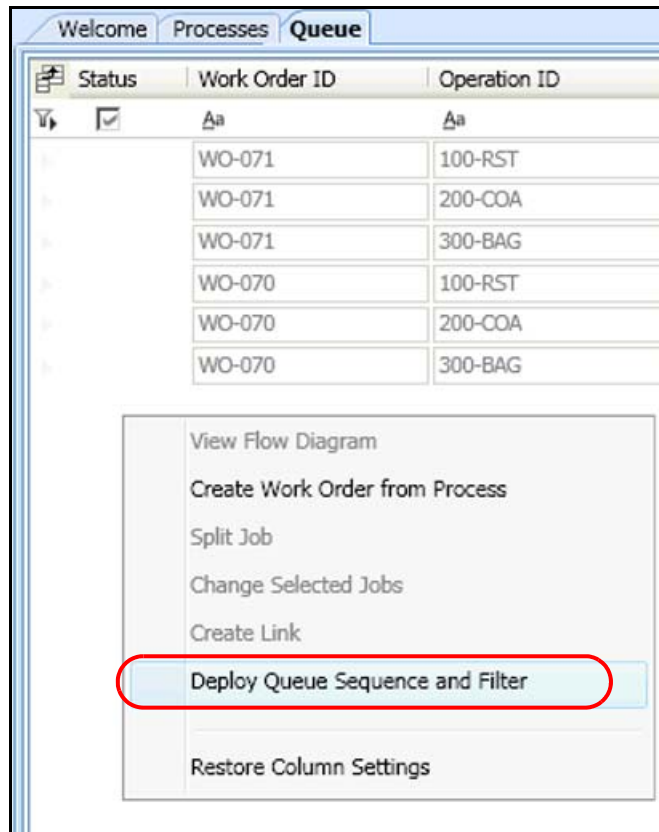 Welcome Processes Queue
Status Work Order ID Operation ID
Aa Aa
WO-071 100-RST
WO-071 200-COA
WO-071 300-BAG
WO-070 100-RST
WO-070 200-COA
WO-070 300-BAG
View Flow Diagram
Create Work Order from Process
Split Job
Change Selected Jobs
Create Link
Deploy Queue Sequence and Filter
Restore Column Settings